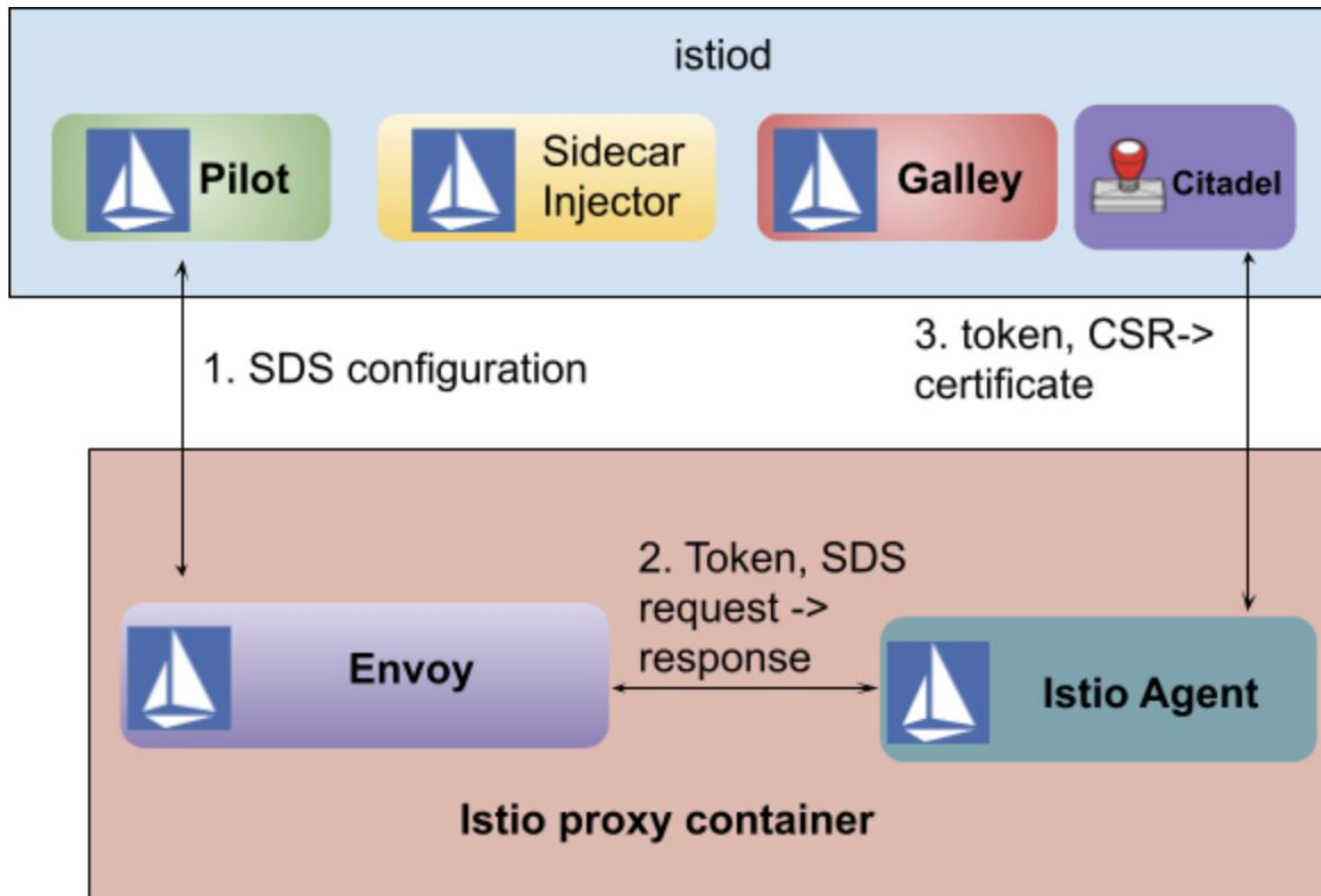 istiod
Pilot
Sidecar
Injector
Galley
Citadel
1. SDS configuration
3. token, CSR->
certificate
2. Token, SDS
request ->
response
Envoy
Istio Agent
Istio proxy container